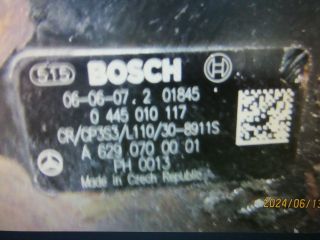 515 BOSCH
06-06-07.2 01845
0 445 010 117
CR/CP3S3/L110/30-8911S
A 629 070 00 01
PH 0013
Made in Czech Republic
2024/06/13